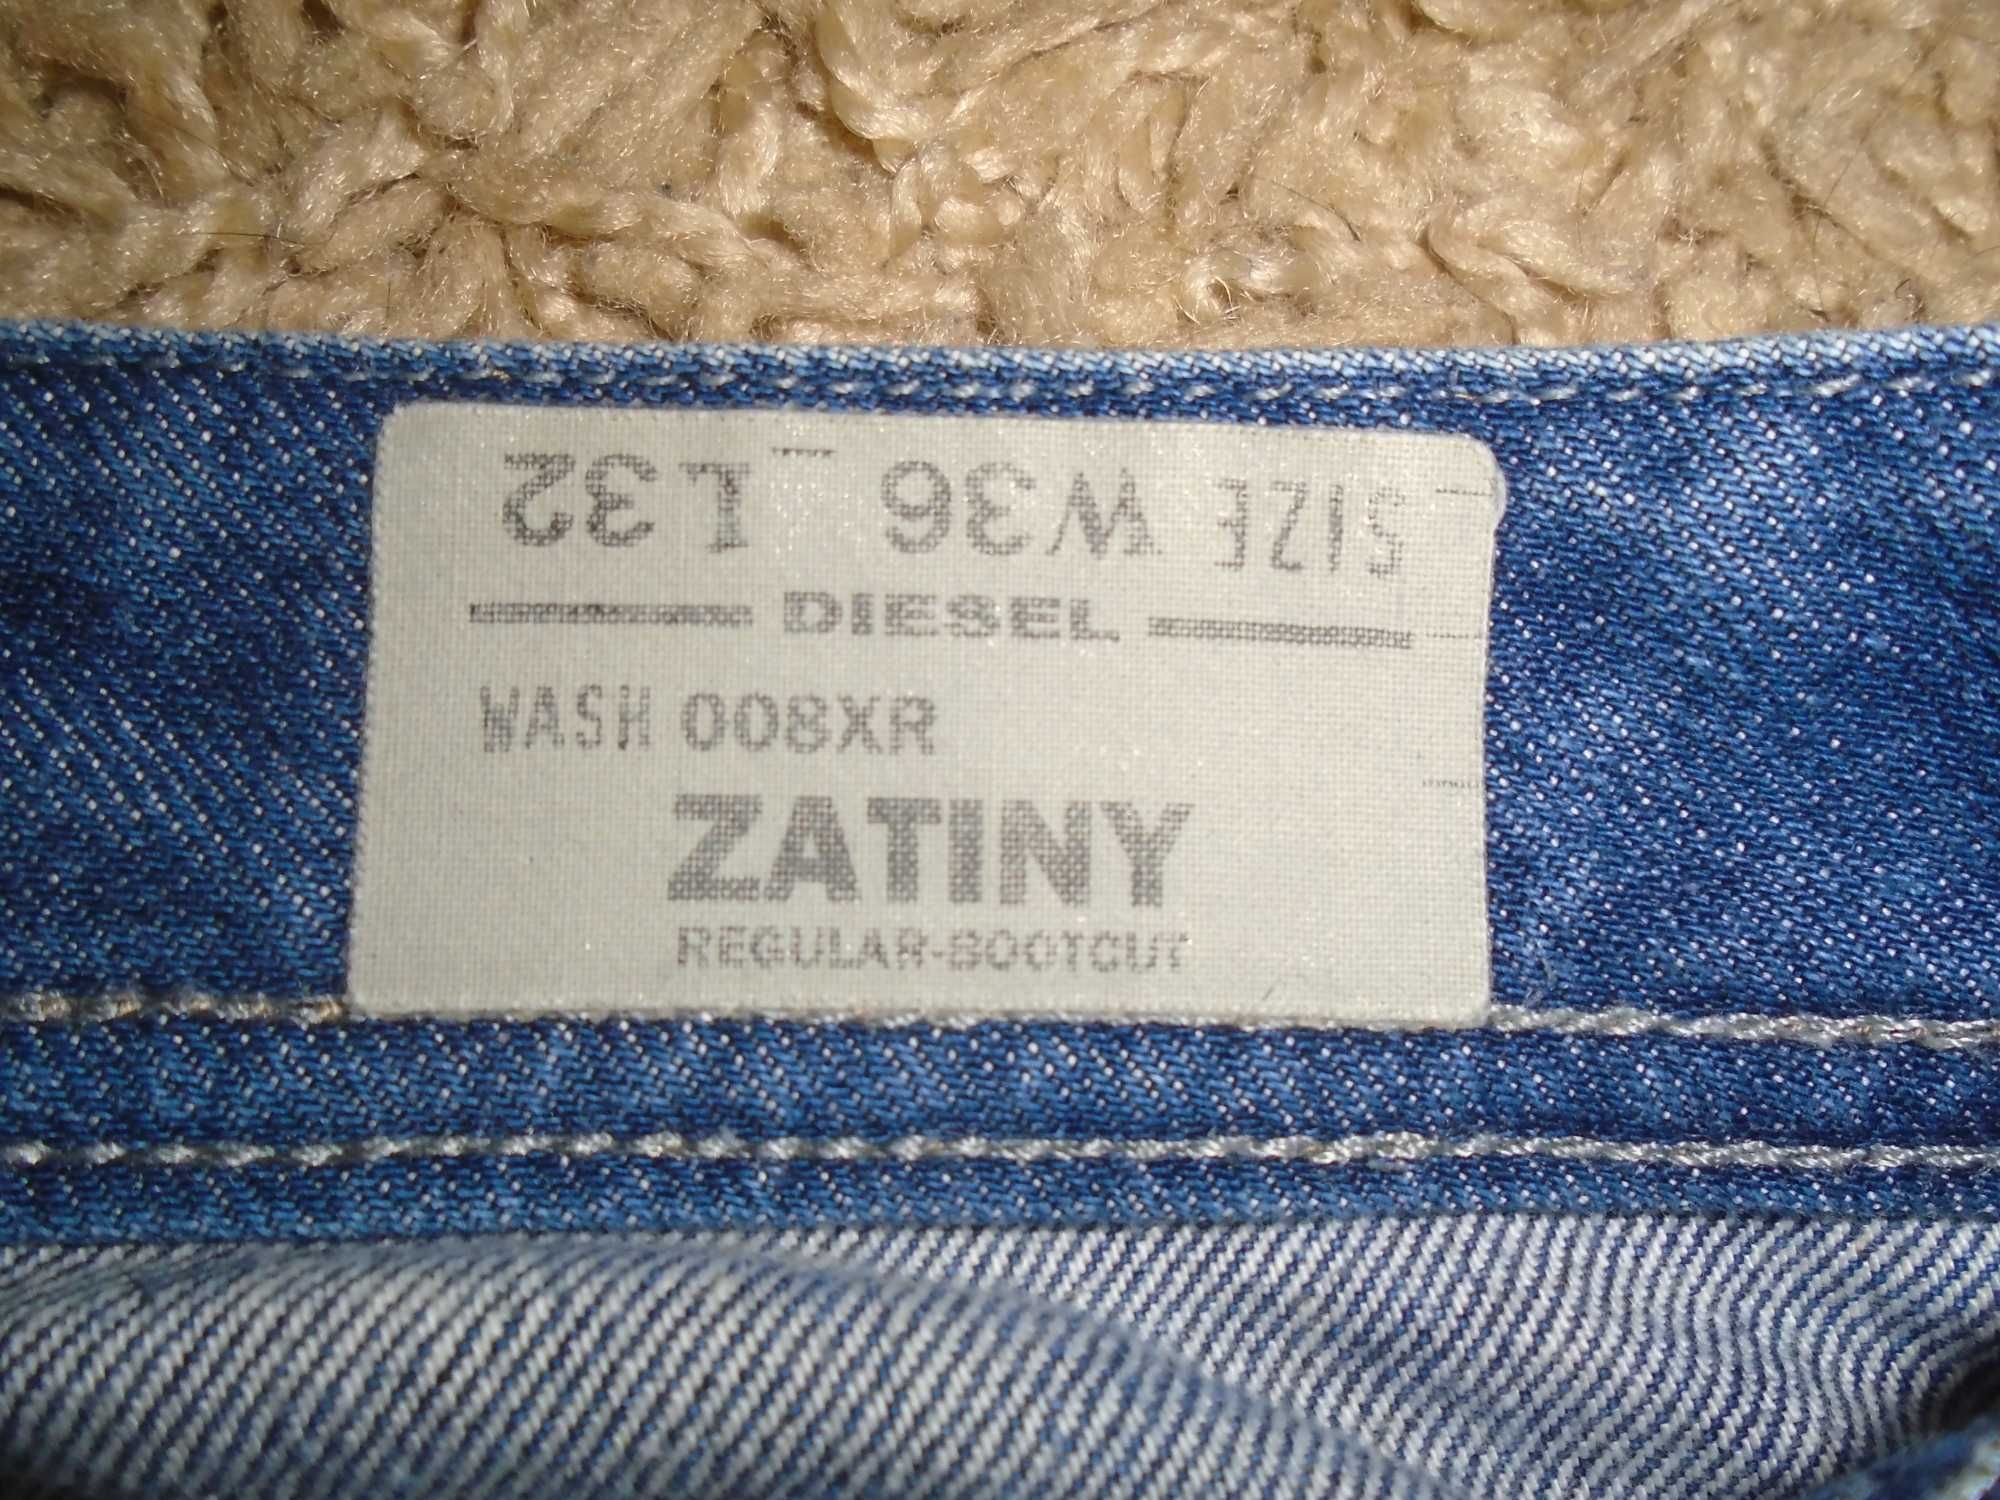 SIZE W36 L32
DIESEL
WASH 008XR
ZATINY
REGULAR-BOOTCUT